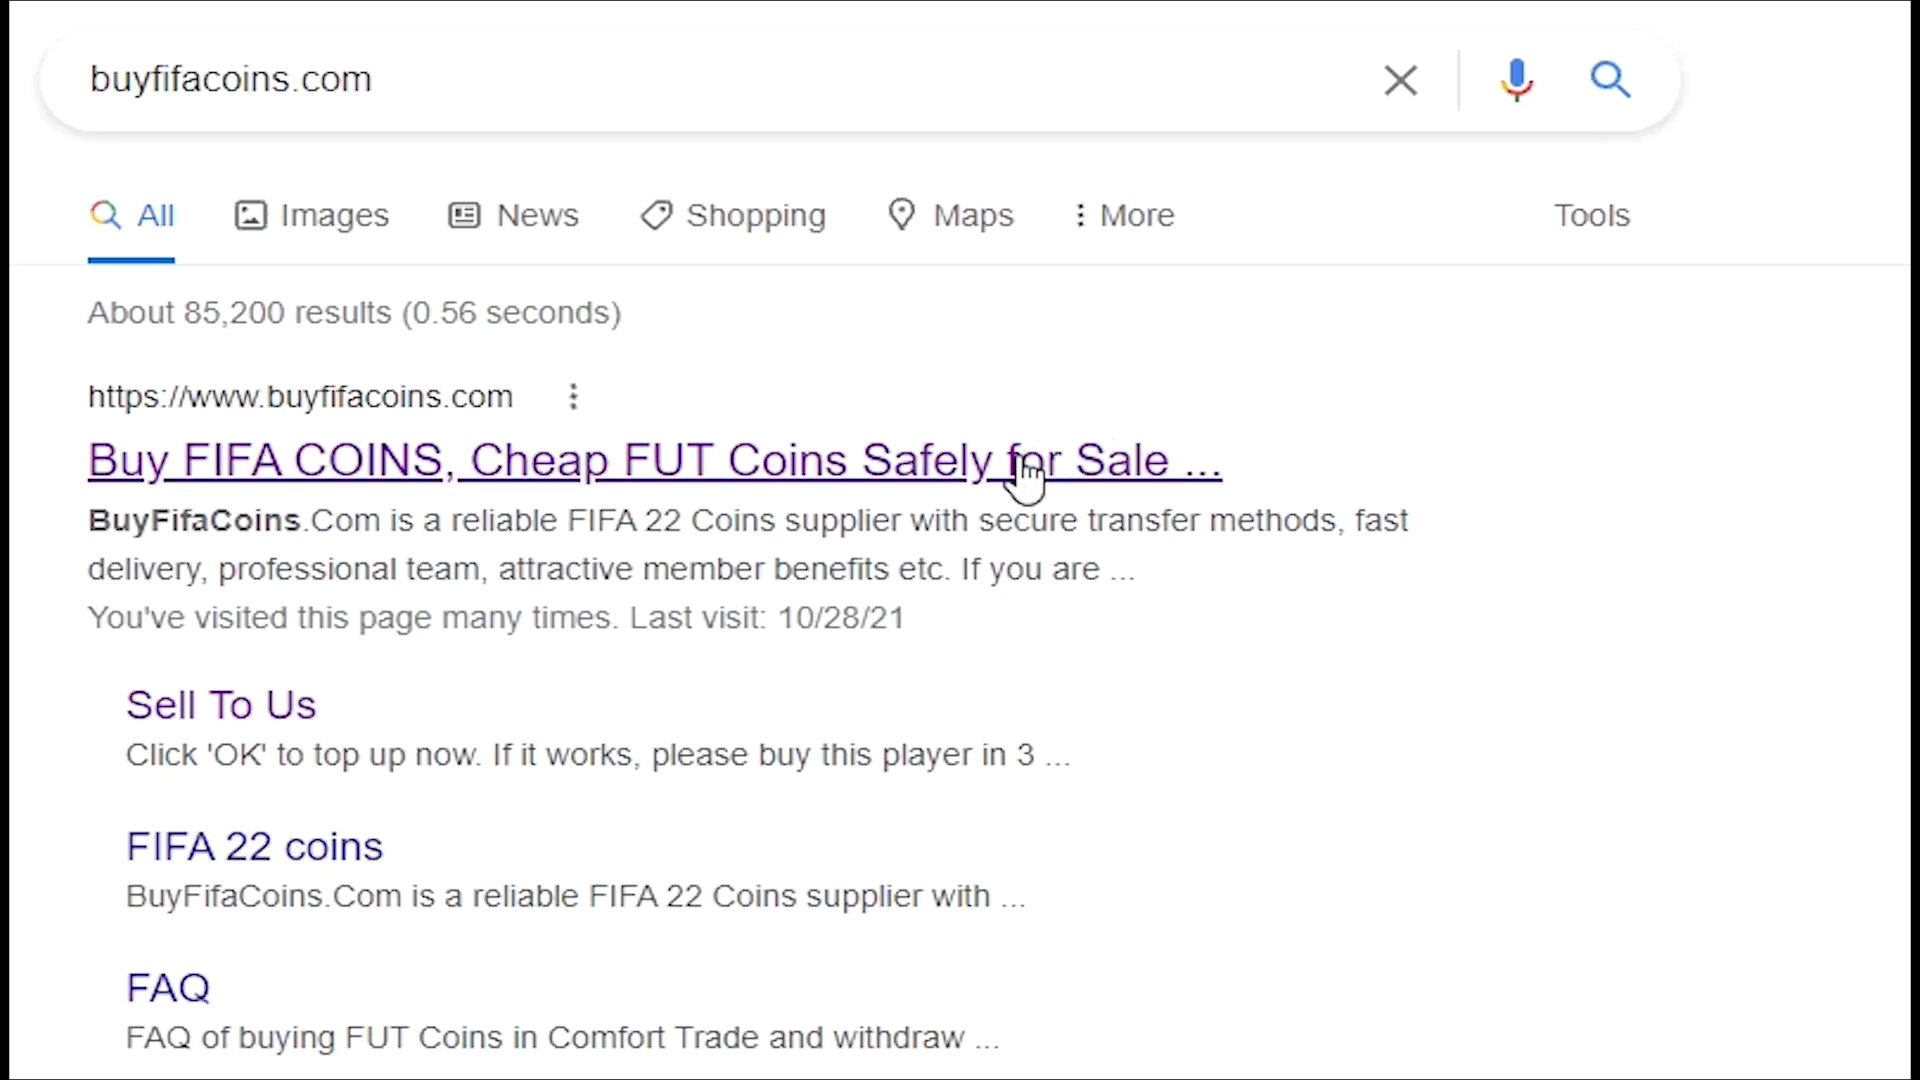 buyfifacoins.com
All Images News Shopping Maps More Tools
About 85,200 results (0.56 seconds)
https://www.buyfifacoins.com
Buy FIFA COINS, Cheap FUT Coins Safely for Sale ...
BuyFifaCoins.Com is a reliable FIFA 22 Coins supplier with secure transfer methods, fast
delivery, professional team, attractive member benefits etc. If you are ...
You've visited this page many times. Last visit: 10/28/21
Sell To Us
Click 'OK' to top up now. If it works, please buy this player in 3 ...
FIFA 22 coins
BuyFifaCoins.Com is a reliable FIFA 22 Coins supplier with ...
FAQ
FAQ of buying FUT Coins in Comfort Trade and withdraw ...